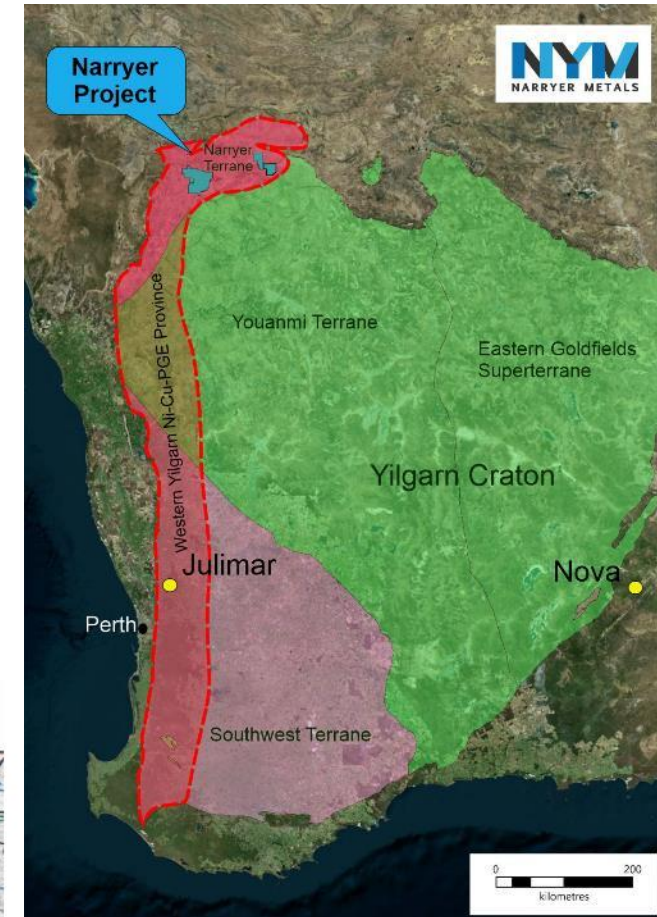 NYM
NARRYER METALS
Narryer
Project
Narryer
Terrane
Western Yilgarn Ni-Cu-PGE Province
Youanmi Terrane
Eastern Goldfields
Superterrane
Yilgarn Craton
Julimar
Nova
Perth
Southwest Terrane
0 200
kilometres